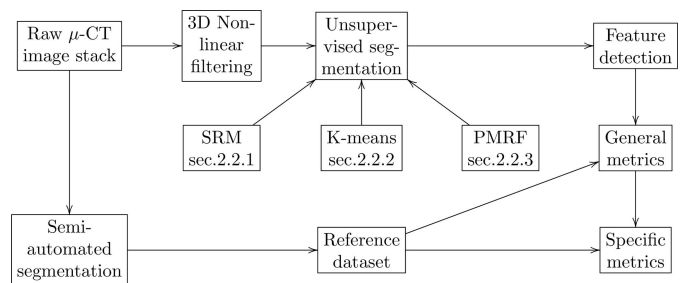 Raw μ-CT
image stack
3D Non-
linear
filtering
Unsuper-
vised seg-
mentation
Feature
detection
SRM
sec.2.2.1
K-means
sec.2.2.2
PMRF
sec.2.2.3
General
metrics
Semi-
automated
segmentation
Reference
dataset
Specific
metrics